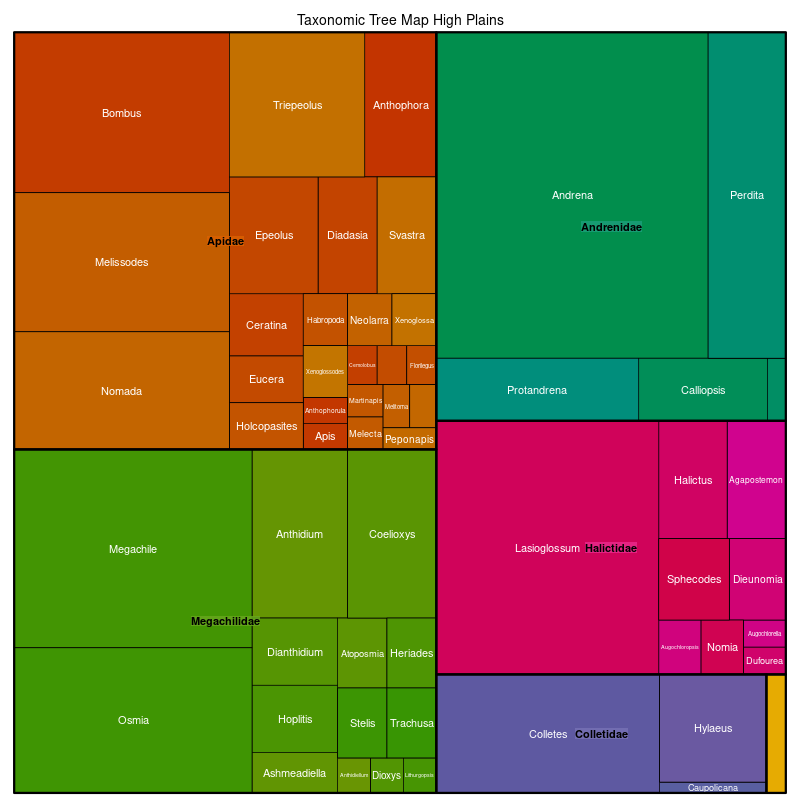 Taxonomic Tree Map High Plains
Bombus
Triepeolus
Anthophora
Melissodes
Apidae
Epeolus
Diadasia
Svastra
Nomada
Ceratina
Habropoda
Neolarra
Xenoglossa
Eucera
Xenoglossodes
Cemolobus
Florilegus
Holcopasites
Anthophorula
Martinapis
Melitoma
Apis
Melecta
Peponapis
Andrena
Perdita
Andrenidae
Protandrena
Calliopsis
Megachile
Anthidium
Coelioxys
Megachilidae
Osmia
Dianthidium
Atoposmia
Heriades
Hoplitis
Stelis
Trachusa
Ashmeadiella
Anthidiellum
Dioxys
Lithurgopsis
Lasioglossum
Halictidae
Halictus
Agapostemon
Sphecodes
Dieunomia
Augochloropsis
Nomia
Augochlorella
Dufourea
Colletes
Colletidae
Hylaeus
Caupolicana